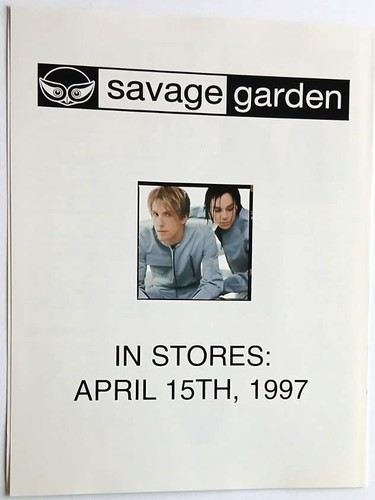 savage garden
IN STORES:
APRIL 15TH, 1997